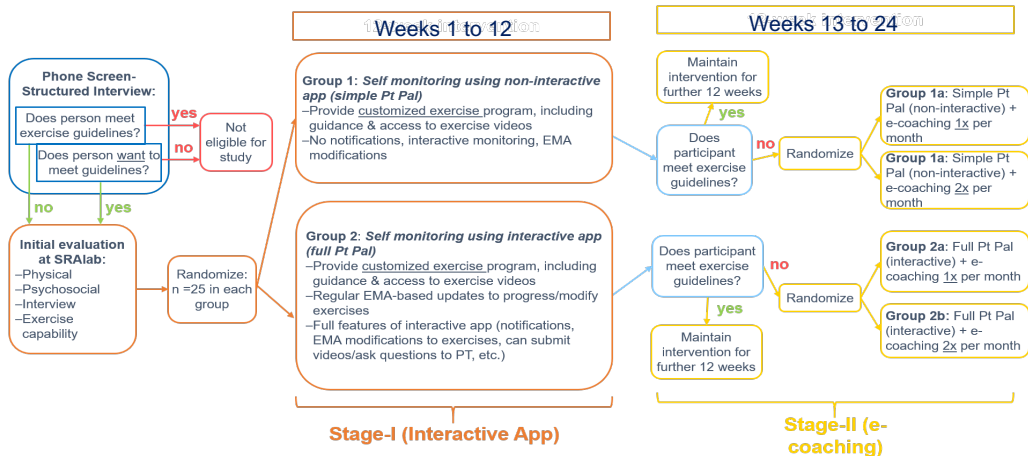 Weeks 1 to 12
Weeks 13 to 24
Phone Screen-
Structured Interview:
Does person meet
exercise guidelines?
Does person want to
meet guidelines?
yes
no
Not
eligible for
study
no
yes
Initial evaluation
at SRAlab:
–Physical
–Psychosocial
–Interview
–Exercise
capability
Randomize:
n =25 in each
group
Group 1: Self monitoring using non-interactive
app (simple Pt Pal)
–Provide customized exercise program, including
guidance & access to exercise videos
–No notifications, interactive monitoring, EMA
modifications
Group 2: Self monitoring using interactive app
(full Pt Pal)
–Provide customized exercise program, including
guidance & access to exercise videos
–Regular EMA-based updates to progress/modify
exercises
–Full features of interactive app (notifications,
EMA modifications to exercises, can submit
videos/ask questions to PT, etc.)
Stage-I (Interactive App)
Maintain
intervention for
further 12 weeks
yes
Does
participant
meet exercise
guidelines?
no
Randomize
Group 1a: Simple Pt
Pal (non-interactive) +
e-coaching 1x per
month
Group 1a: Simple Pt
Pal (non-interactive) +
e-coaching 2x per
month
Does participant
meet exercise
guidelines?
no
yes
Randomize
Maintain
intervention for
further 12 weeks
Group 2a: Full Pt Pal
(interactive) + e-
coaching 1x per month
Group 2b: Full Pt Pal
(interactive) + e-
coaching 2x per month
Stage-II (e-
coaching)